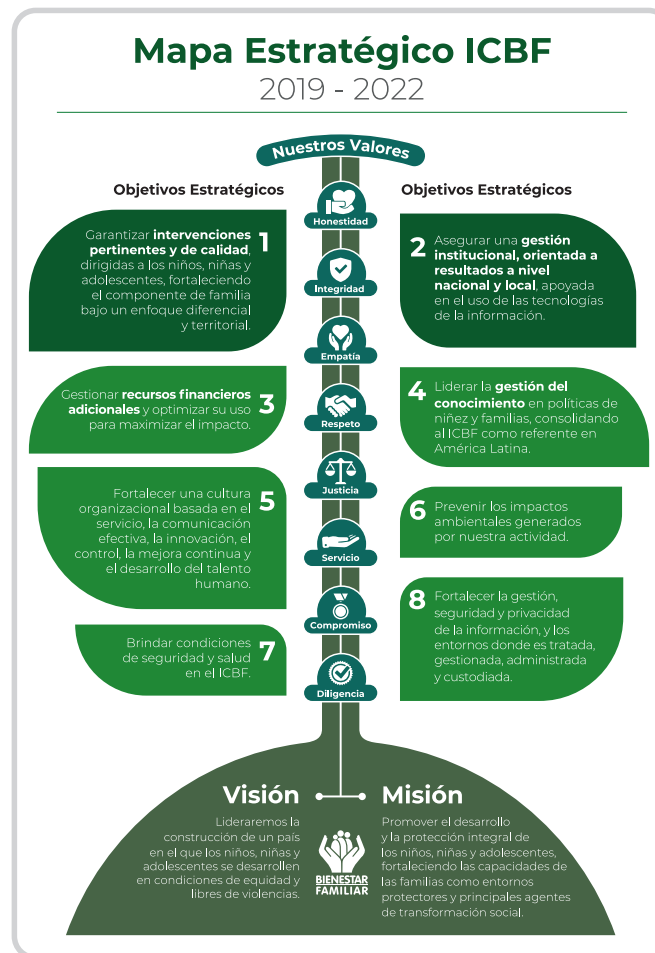 Mapa Estratégico ICBF
2019 - 2022
Nuestros Valores
Objetivos Estratégicos
Objetivos Estratégicos
Honestidad
Integridad
Empatía
Respeto
Justicia
Servicio
Compromiso
Diligencia
1
Garantizar intervenciones
pertinentes y de calidad,
dirigidas a los niños, niñas y
adolescentes, fortaleciendo
el componente de familia
bajo un enfoque diferencial
y territorial.
2
Asegurar una gestión
institucional, orientada a
resultados a nivel
nacional y local, apoyada
en el uso de las tecnologías
de la información.
3
Gestionar recursos financieros
adicionales y optimizar su uso
para maximizar el impacto.
4
Liderar la gestión del
conocimiento en políticas de
niñez y familias, consolidando
al ICBF como referente en
América Latina.
5
Fortalecer una cultura
organizacional basada en el
servicio, la comunicación
efectiva, la innovación, el
control, la mejora continua y
el desarrollo del talento
humano.
6
Prevenir los impactos
ambientales generados
por nuestra actividad.
7
Brindar condiciones
de seguridad y salud
en el ICBF.
8
Fortalecer la gestión,
seguridad y privacidad
de la información, y los
entornos donde es tratada,
gestionada, administrada
y custodiada.
Visión
Lideraremos la
construcción de un país
en el que los niños, niñas y
adolescentes se desarrollen
en condiciones de equidad y
libres de violencias.
BIENESTAR
FAMILIAR
Misión
Promover el desarrollo
y la protección integral de
los niños, niñas y adolescentes,
fortaleciendo las capacidades de
las familias como entornos
protectores y principales agentes
de transformación social.